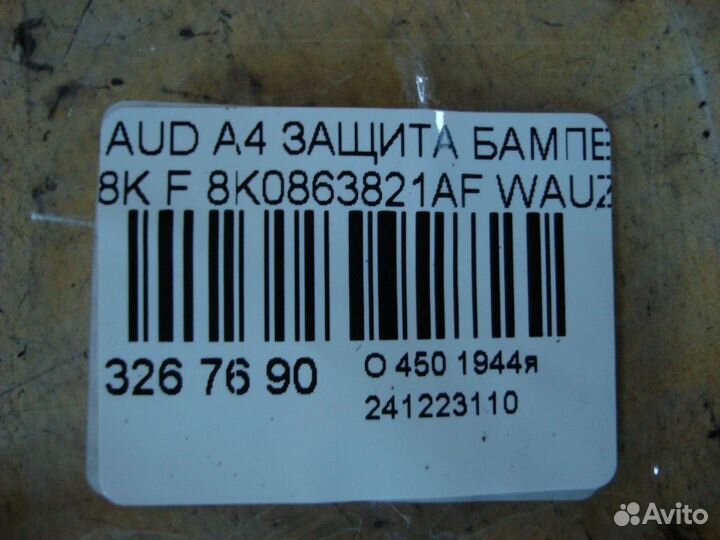 AUD A4 ЗАЩИТА БАМПЕ
8K F 8K0863821AF WAUZ
326 76 90
О 450 1944я
241223110
Avito